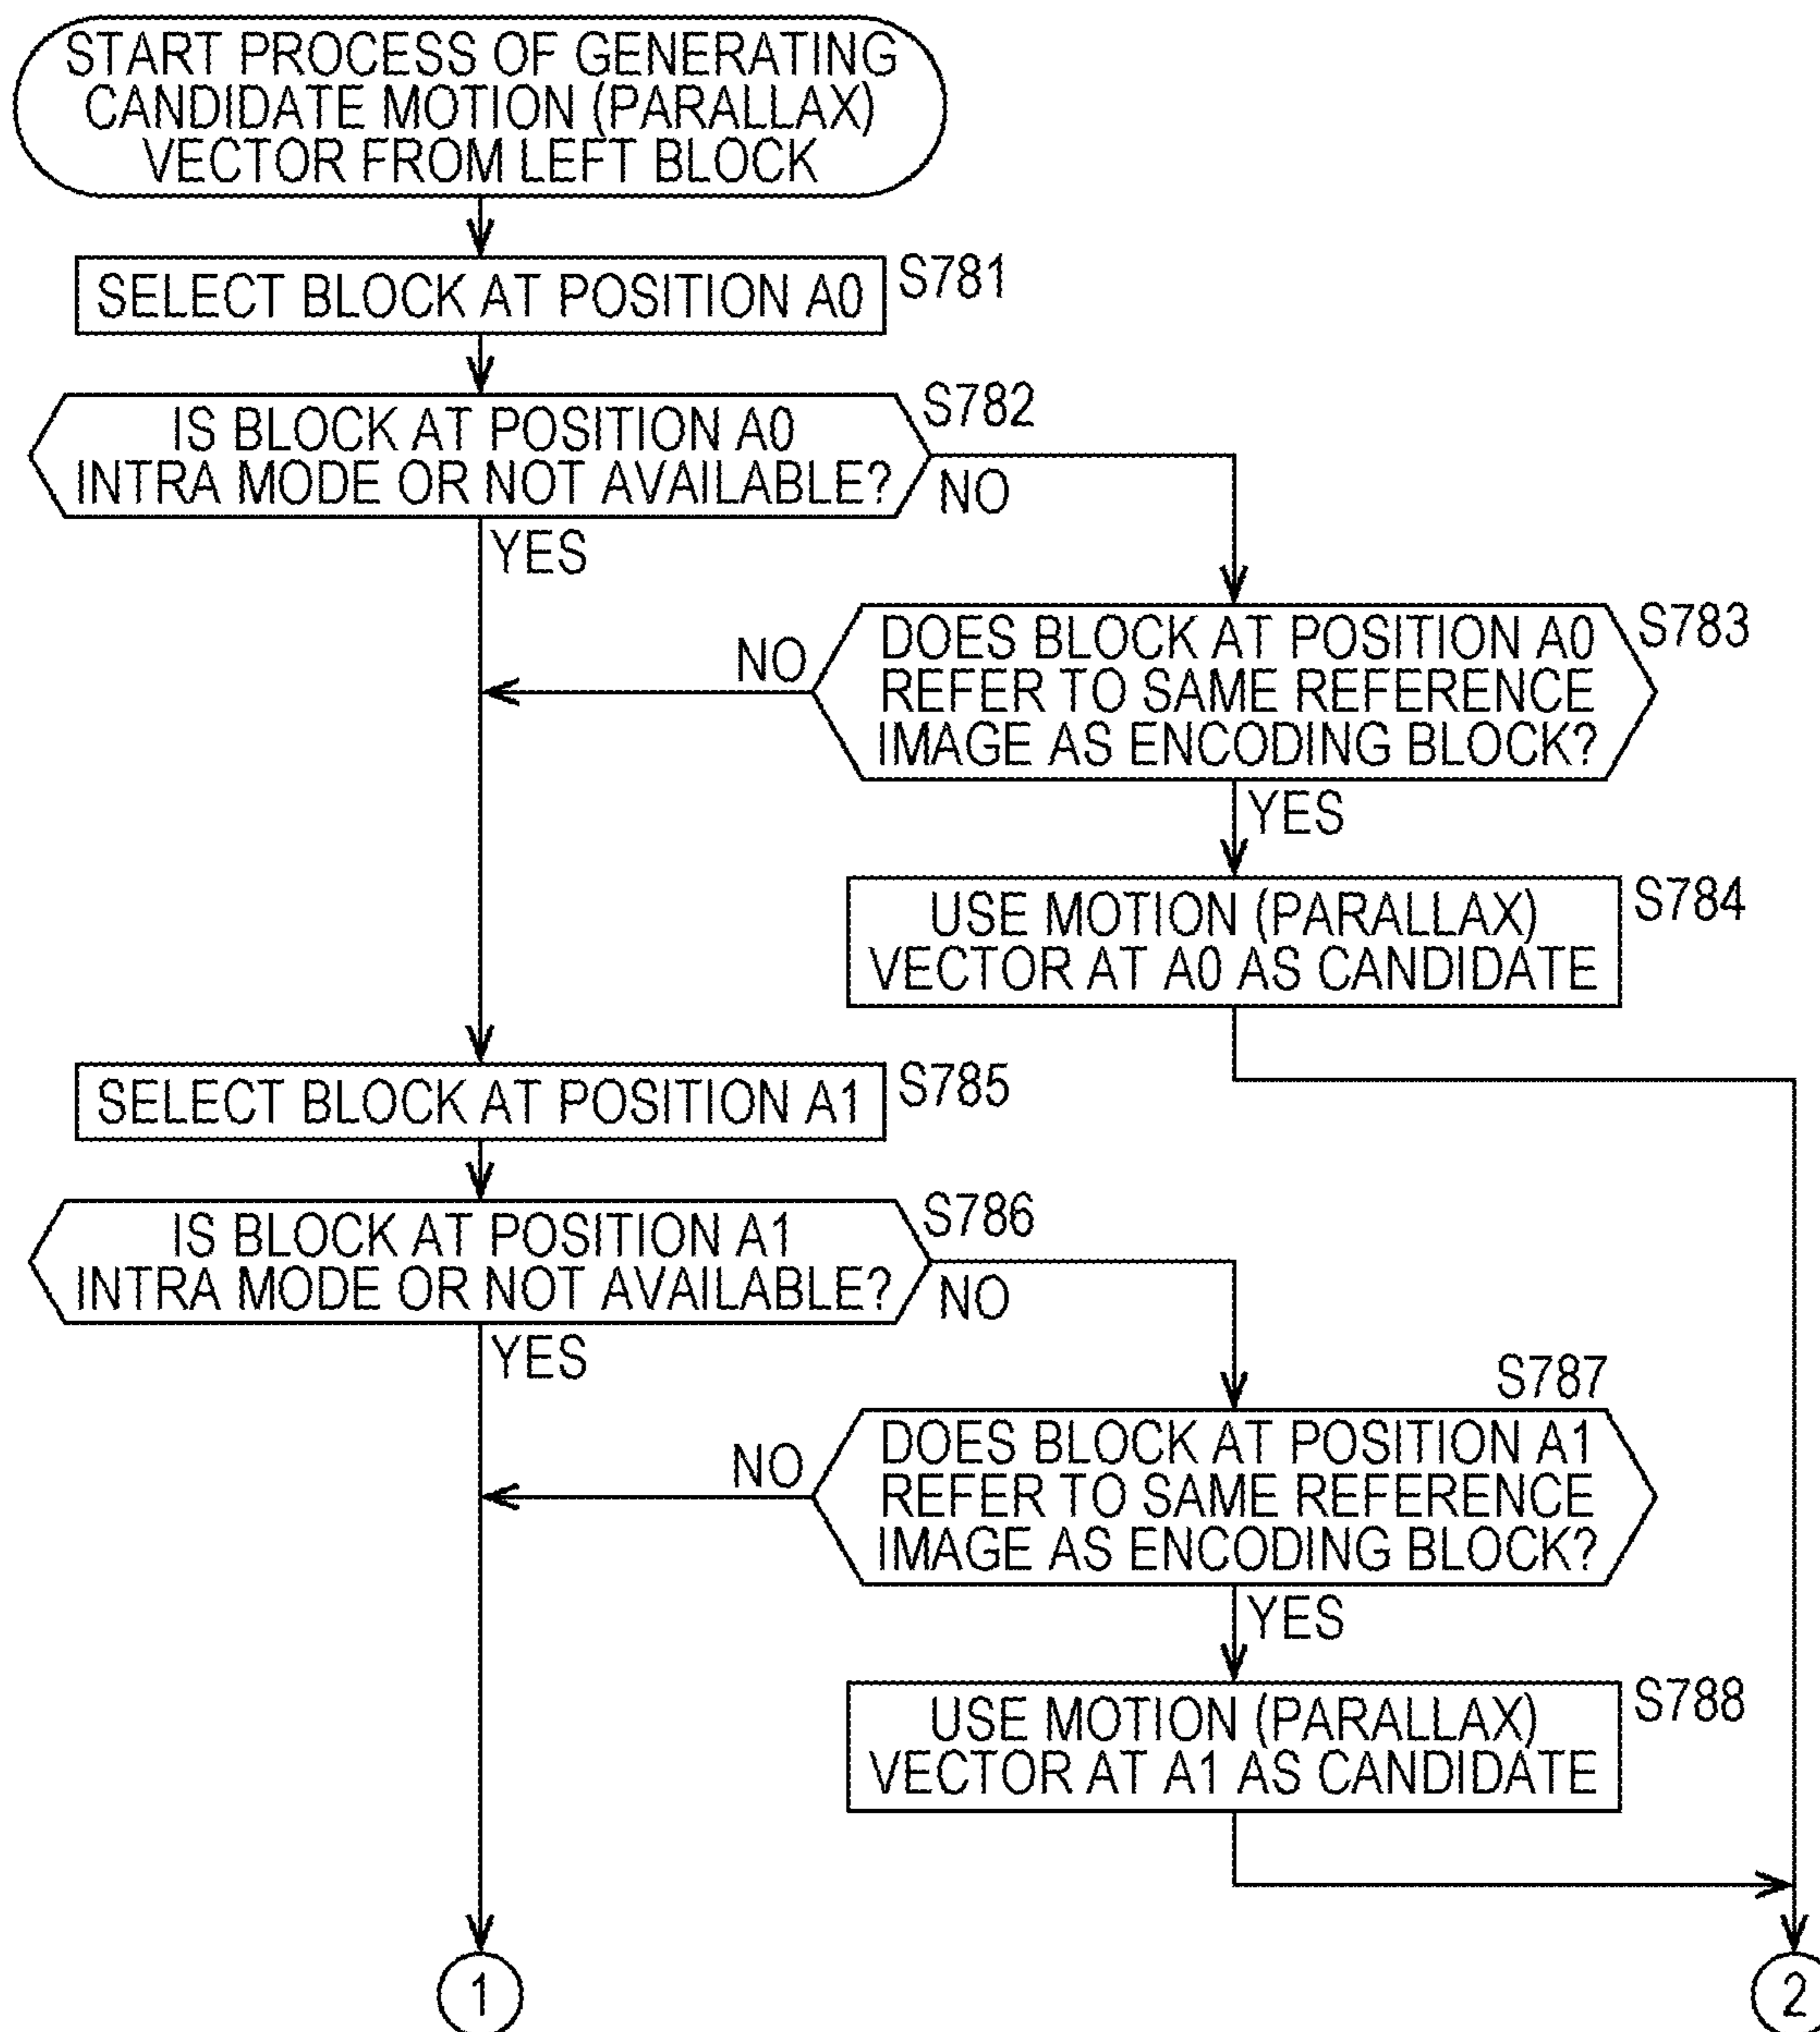 START PROCESS OF GENERATING
CANDIDATE MOTION (PARALLAX)
VECTOR FROM LEFT BLOCK
SELECT BLOCK AT POSITION A0
S781
IS BLOCK AT POSITION A0
INTRA MODE OR NOT AVAILABLE?
S782
NO
YES
DOES BLOCK AT POSITION A0
REFER TO SAME REFERENCE
IMAGE AS ENCODING BLOCK?
S783
NO
YES
USE MOTION (PARALLAX)
VECTOR AT A0 AS CANDIDATE
S784
SELECT BLOCK AT POSITION A1
S785
IS BLOCK AT POSITION A1
INTRA MODE OR NOT AVAILABLE?
S786
NO
YES
S787
DOES BLOCK AT POSITION A1
REFER TO SAME REFERENCE
IMAGE AS ENCODING BLOCK?
NO
YES
USE MOTION (PARALLAX)
VECTOR AT A1 AS CANDIDATE
S788
1
2